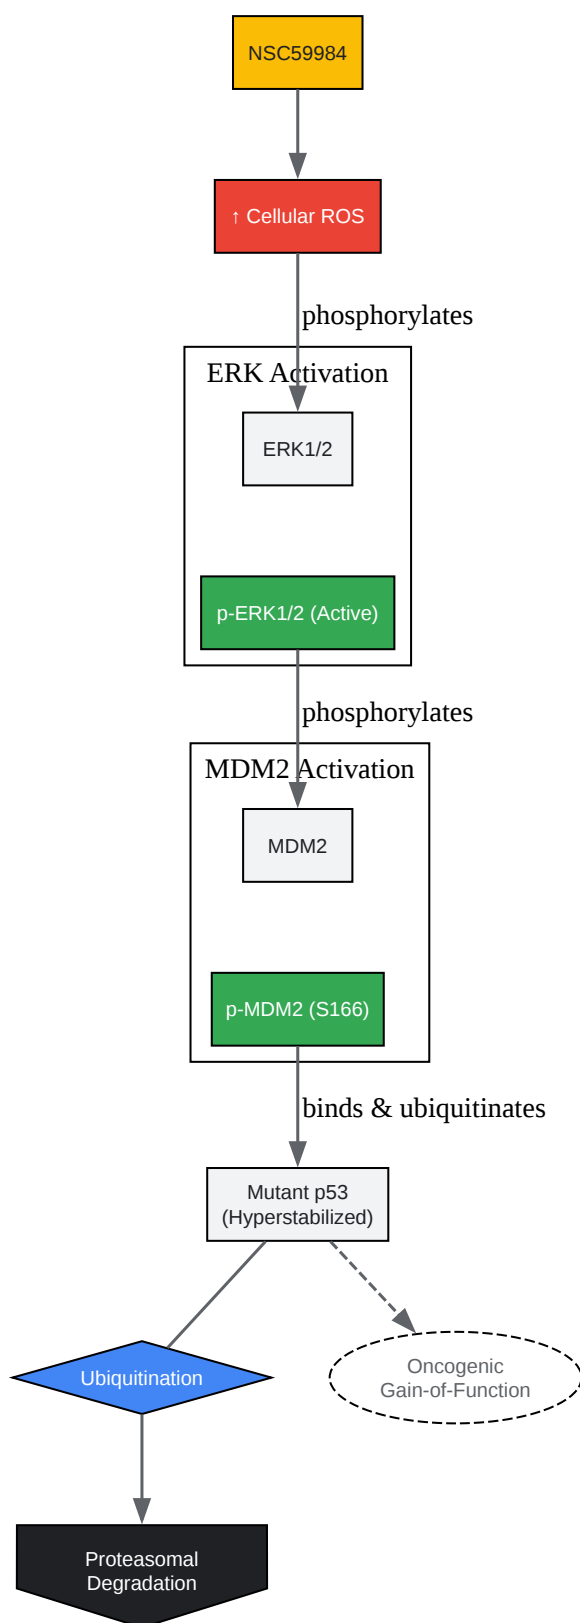 NSC59984
↑ Cellular ROS
phosphorylates
ERK Activation
ERK1/2
p-ERK1/2 (Active)
phosphorylates
MDM2 Activation
MDM2
p-MDM2 (S166)
binds & ubiquitinates
Mutant p53
(Hyperstabilized)
Ubiquitination
Oncogenic
Gain-of-Function
Proteasomal
Degradation